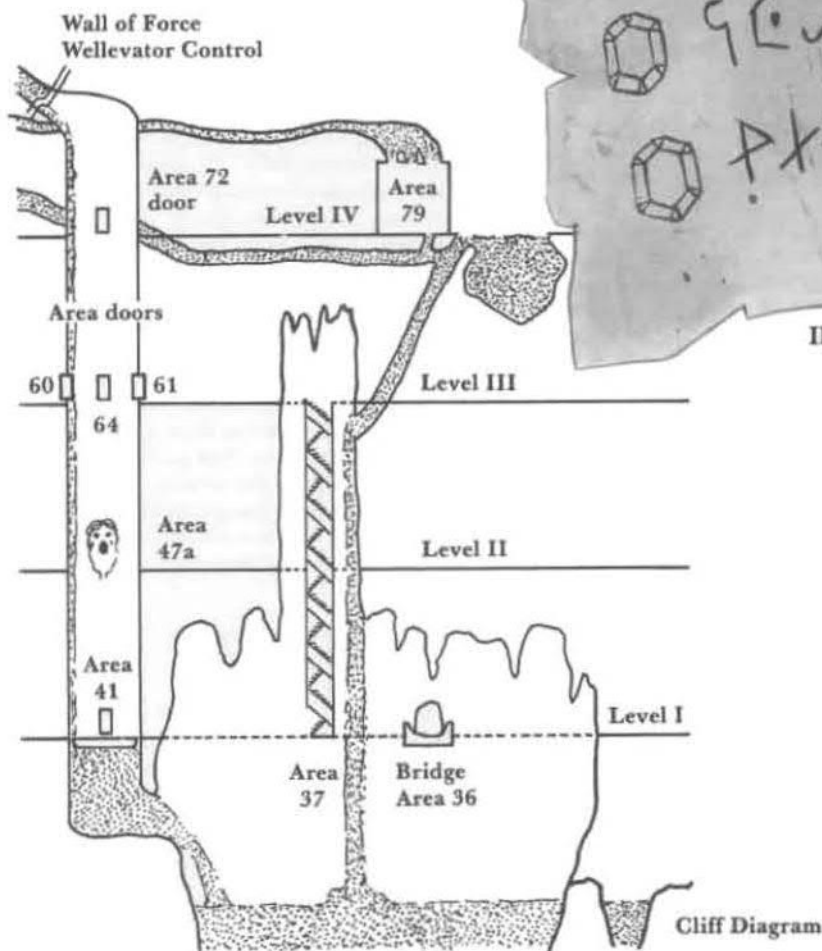 Wall of Force
Wellevator Control
Area 72
door
Level IV
Area
79
Area doors
60
64
61
Level III
Area
47a
Level II
Area
41
Level I
Area
37
Bridge
Area 36
Cliff Diagram